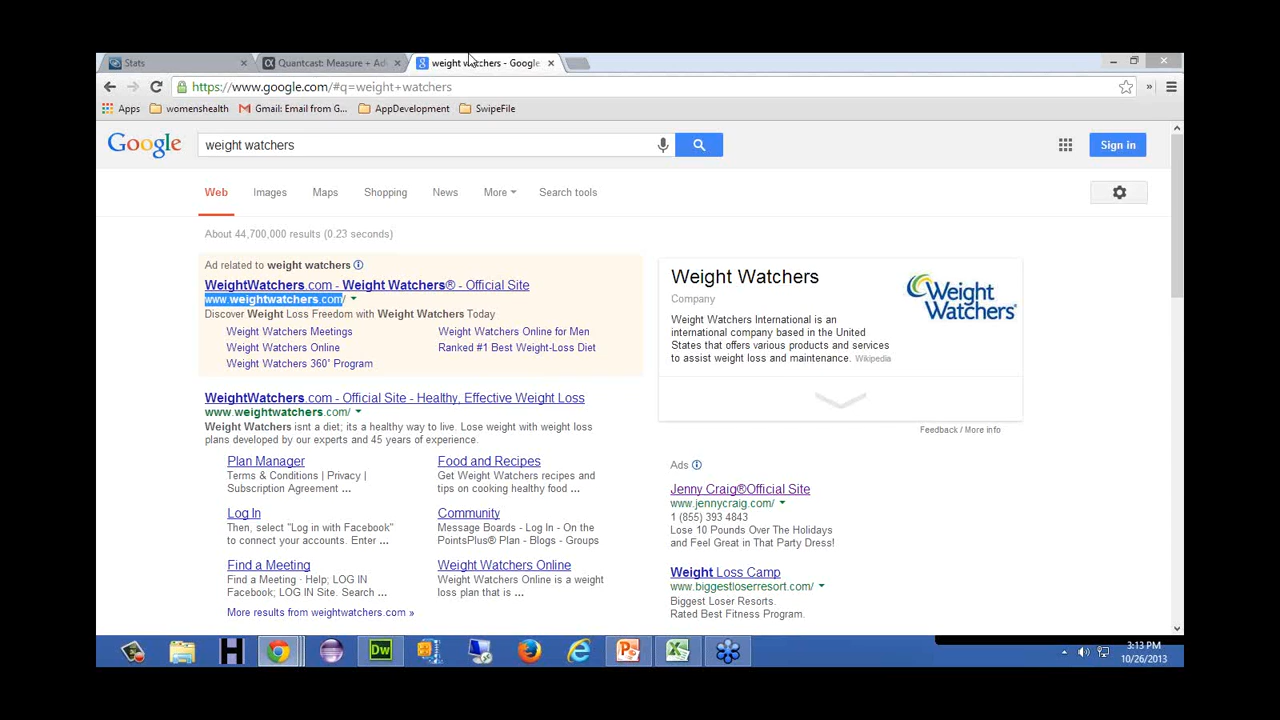 Stats
Quantcast: Measure + Ad
weight watchers - Google
https://www.google.com/#q=weight+watchers
Apps
womenshealth
Gmail: Email from G...
AppDevelopment
SwipeFile
Google
weight watchers
Sign in
Web
Images
Maps
Shopping
News
More
Search tools
About 44,700,000 results (0.23 seconds)
Ad related to weight watchers
WeightWatchers.com - Weight Watchers® - Official Site
www.weightwatchers.com/
Discover Weight Loss Freedom with Weight Watchers Today
Weight Watchers Meetings
Weight Watchers Online for Men
Weight Watchers Online
Ranked #1 Best Weight-Loss Diet
Weight Watchers 360° Program
WeightWatchers.com - Official Site - Healthy, Effective Weight Loss
www.weightwatchers.com/
Weight Watchers isnt a diet; its a healthy way to live. Lose weight with weight loss
plans developed by our experts and 45 years of experience.
Plan Manager
Terms & Conditions | Privacy |
Subscription Agreement ...
Food and Recipes
Get Weight Watchers recipes and
tips on cooking healthy food ...
Log In
Then, select "Log in with Facebook"
to connect your accounts. Enter ...
Community
Message Boards - Log In - On the
PointsPlus® Plan - Blogs - Groups
Find a Meeting
Find a Meeting · Help; LOG IN
Facebook; LOG IN Site. Search ...
Weight Watchers Online
Weight Watchers Online is a weight
loss plan that is ...
More results from weightwatchers.com »
Weight Watchers
Company
Weight Watchers International is an
international company based in the United
States that offers various products and services
to assist weight loss and maintenance. Wikipedia
Weight
Watchers
Feedback / More info
Ads
Jenny Craig®Official Site
www.jennycraig.com/
1 (855) 393 4843
Lose 10 Pounds Over The Holidays
and Feel Great in That Party Dress!
Weight Loss Camp
www.biggestloserresort.com/
Biggest Loser Resorts.
Rated Best Fitness Program.
H
Dw
3:13 PM
10/26/2013